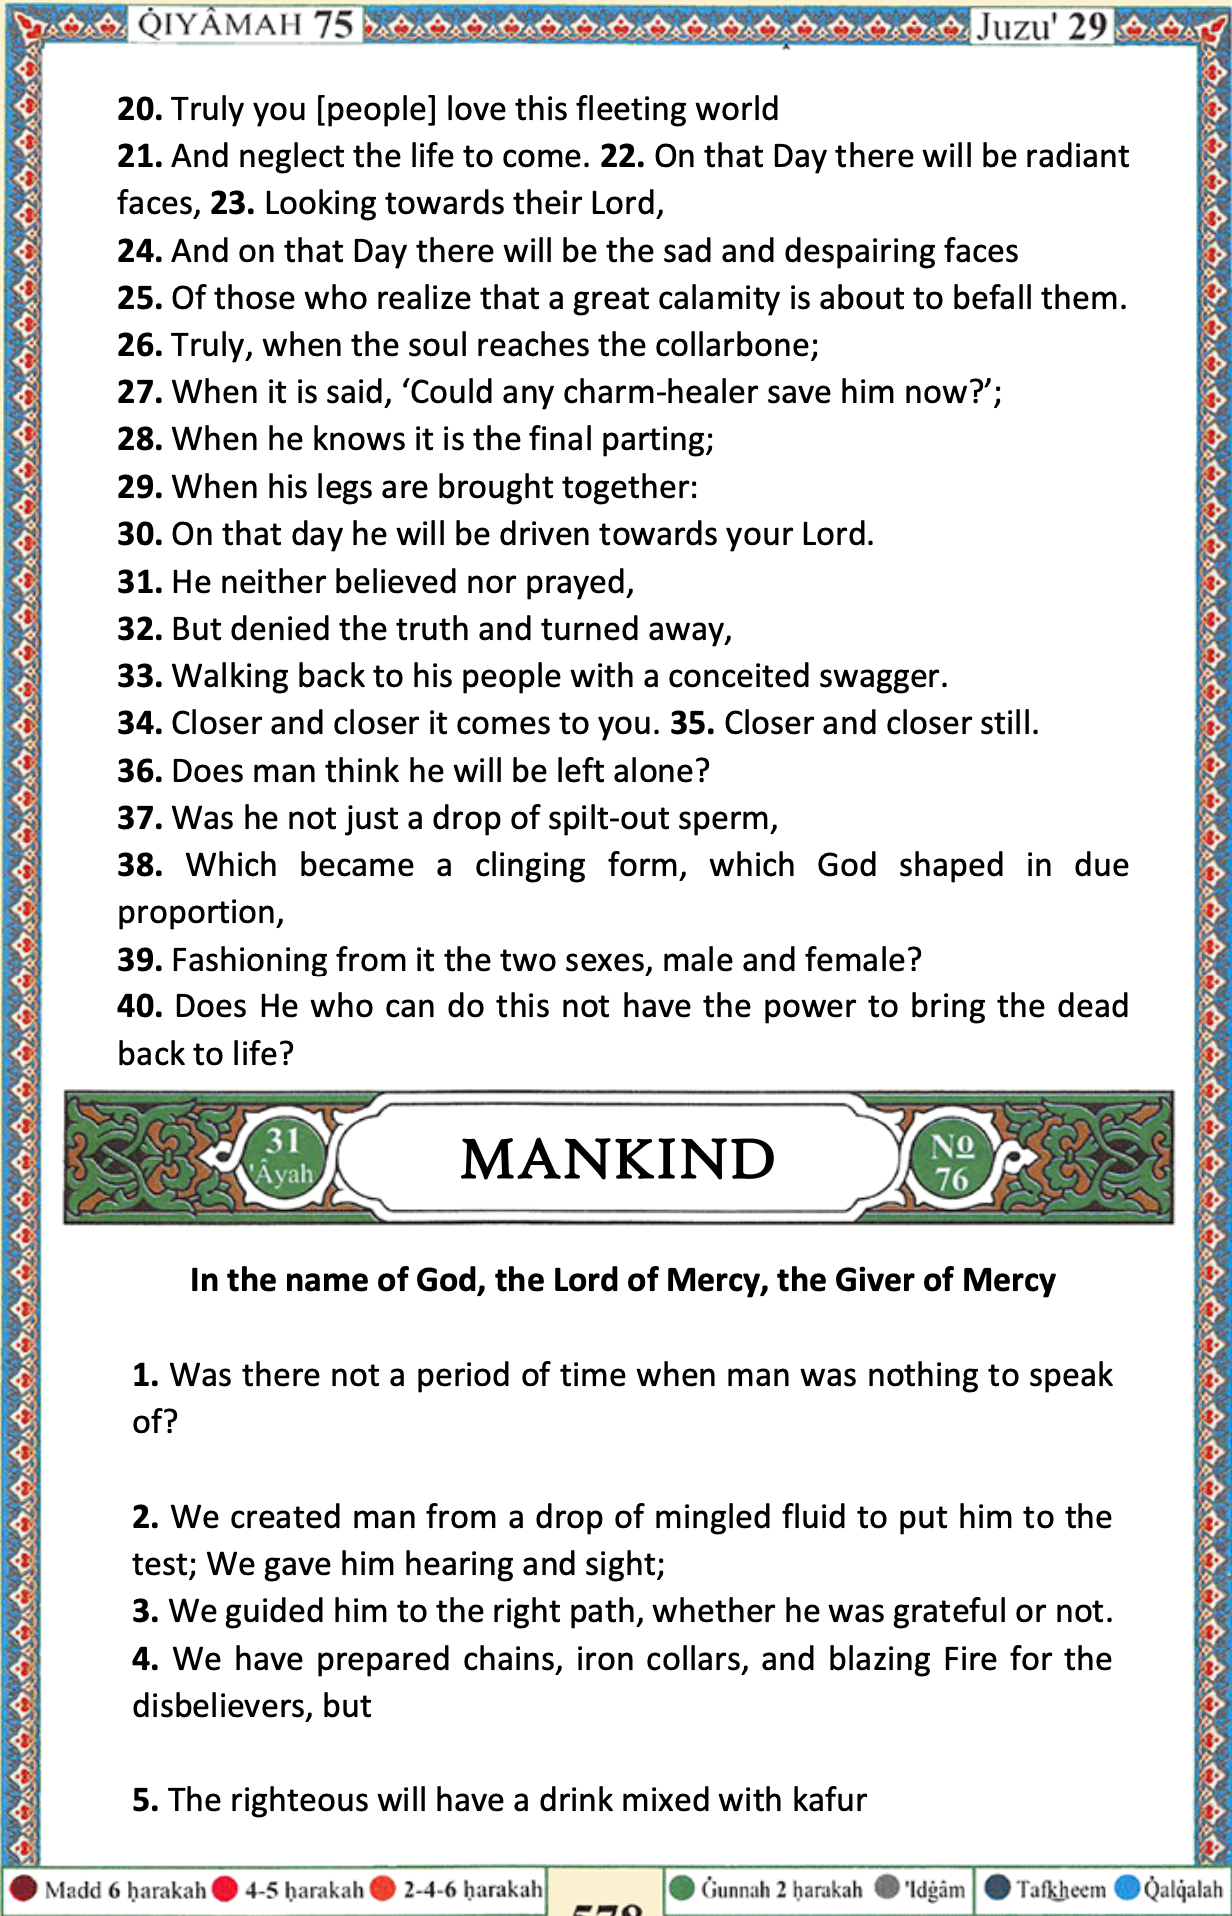 QIYÂMAH 75
Juzu' 29
20. Truly you [people] love this fleeting world
21. And neglect the life to come. 22. On that Day there will be radiant
faces, 23. Looking towards their Lord,
24. And on that Day there will be the sad and despairing faces
25. Of those who realize that a great calamity is about to befall them.
26. Truly, when the soul reaches the collarbone;
27. When it is said, ‘Could any charm-healer save him now?’;
28. When he knows it is the final parting;
29. When his legs are brought together:
30. On that day he will be driven towards your Lord.
31. He neither believed nor prayed,
32. But denied the truth and turned away,
33. Walking back to his people with a conceited swagger.
34. Closer and closer it comes to you. 35. Closer and closer still.
36. Does man think he will be left alone?
37. Was he not just a drop of spilt-out sperm,
38. Which became a clinging form, which God shaped in due
proportion,
39. Fashioning from it the two sexes, male and female?
40. Does He who can do this not have the power to bring the dead
back to life?
31
'Âyah
MANKIND
No
76
In the name of God, the Lord of Mercy, the Giver of Mercy
1. Was there not a period of time when man was nothing to speak
of?
2. We created man from a drop of mingled fluid to put him to the
test; We gave him hearing and sight;
3. We guided him to the right path, whether he was grateful or not.
4. We have prepared chains, iron collars, and blazing Fire for the
disbelievers, but
5. The righteous will have a drink mixed with kafur
Madd 6 ḥarakah 4-5 ḥarakah 2-4-6 ḥarakah
578
Ġunnah 2 ḥarakah 'Idġâm
Tafkheem Q̇alq̇alah